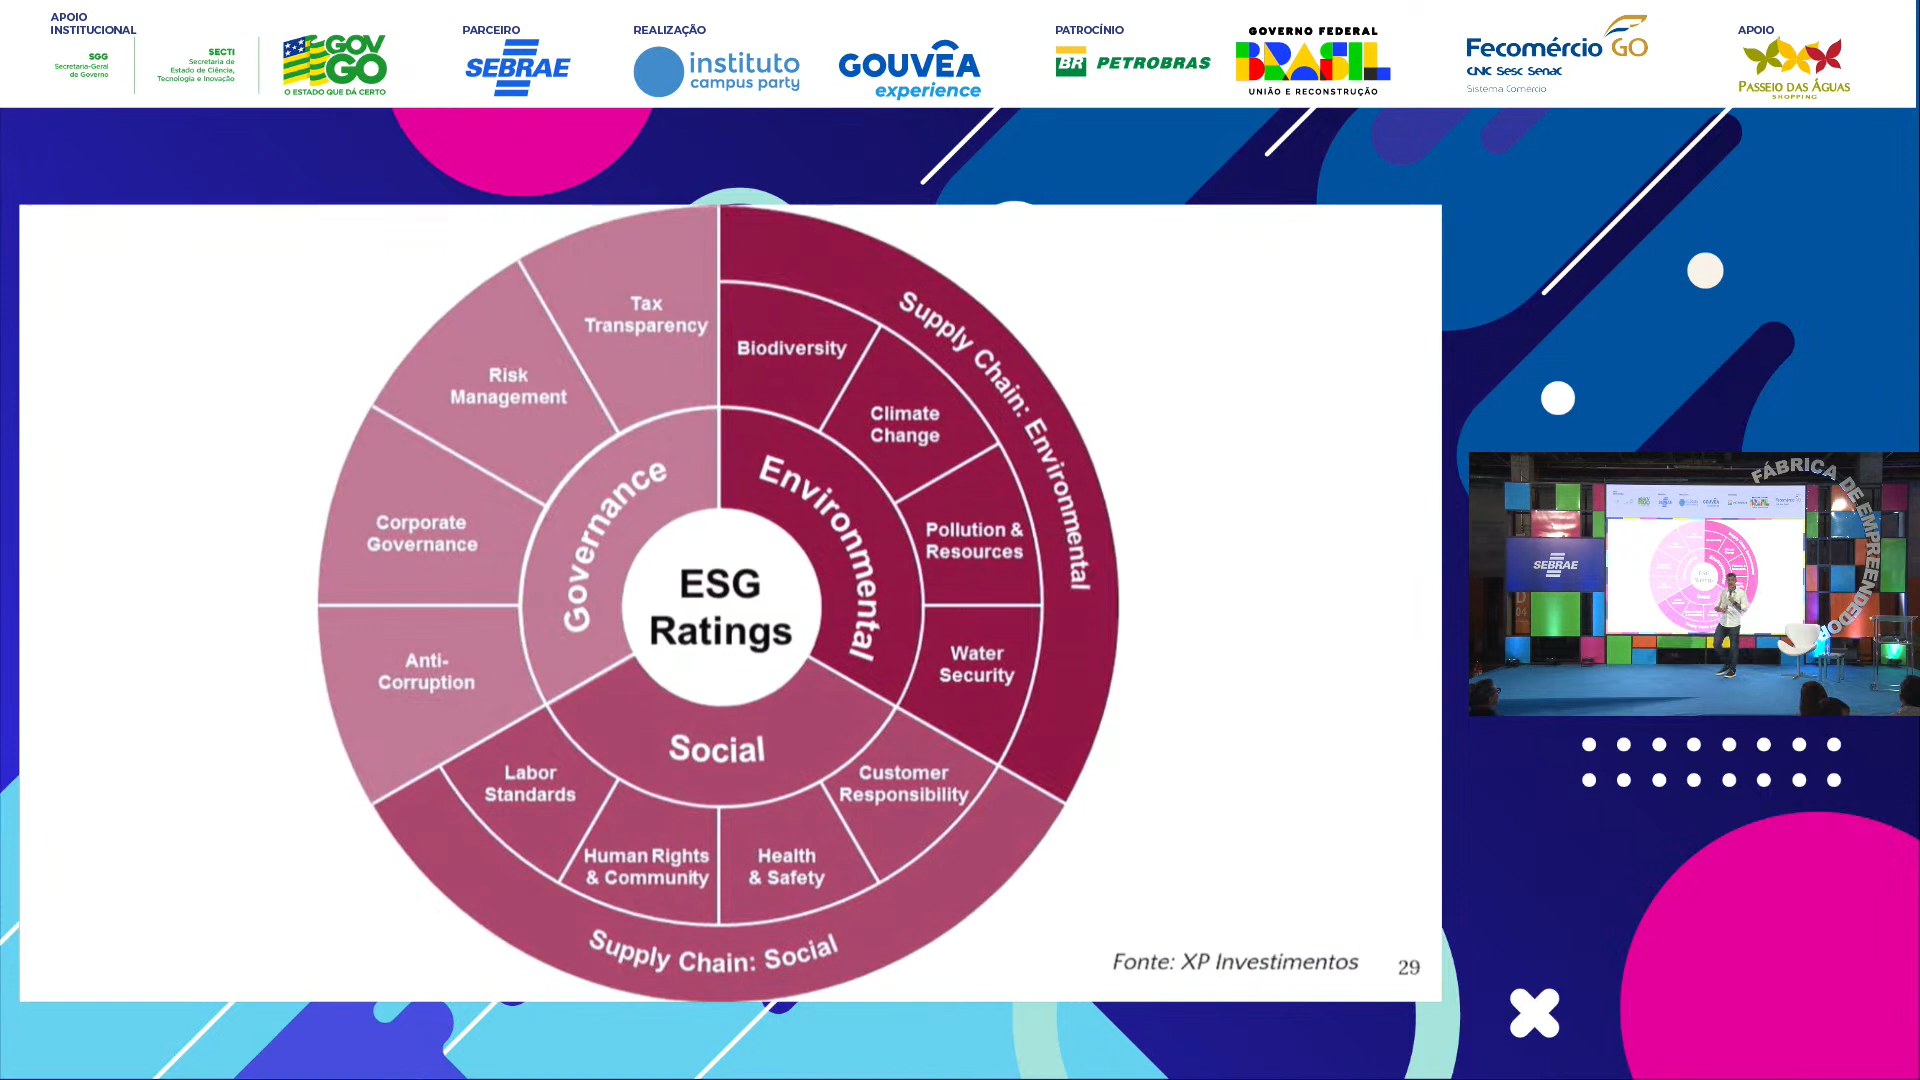 APOIO
INSTITUCIONAL
SGG
Secretaria-Geral
de Governo
SECTI
Secretaria de
Estado de Ciência,
Tecnologia e Inovação
GOV
GO
O ESTADO QUE DÁ CERTO
PARCEIRO
SEBRAE
REALIZAÇÃO
instituto
campus party
GOUVÊA
experience
PATROCÍNIO
BR PETROBRAS
GOVERNO FEDERAL
BRASIL
UNIÃO E RECONSTRUÇÃO
Fecomércio GO
CNC Sesc Senac
Sistema Comércio
APOIO
PASSEIO DAS ÁGUAS
SHOPPING
Tax
Transparency
Risk
Management
Corporate
Governance
Anti-
Corruption
Governance
Biodiversity
Climate
Change
Pollution &
Resources
Water
Security
Environmental
Supply Chain: Environmental
ESG
Ratings
Social
Labor
Standards
Human Rights
& Community
Health
& Safety
Customer
Responsibility
Supply Chain: Social
Fonte: XP Investimentos
29
FÁBRICA DE EMPREENDEDOR
SEBRAE